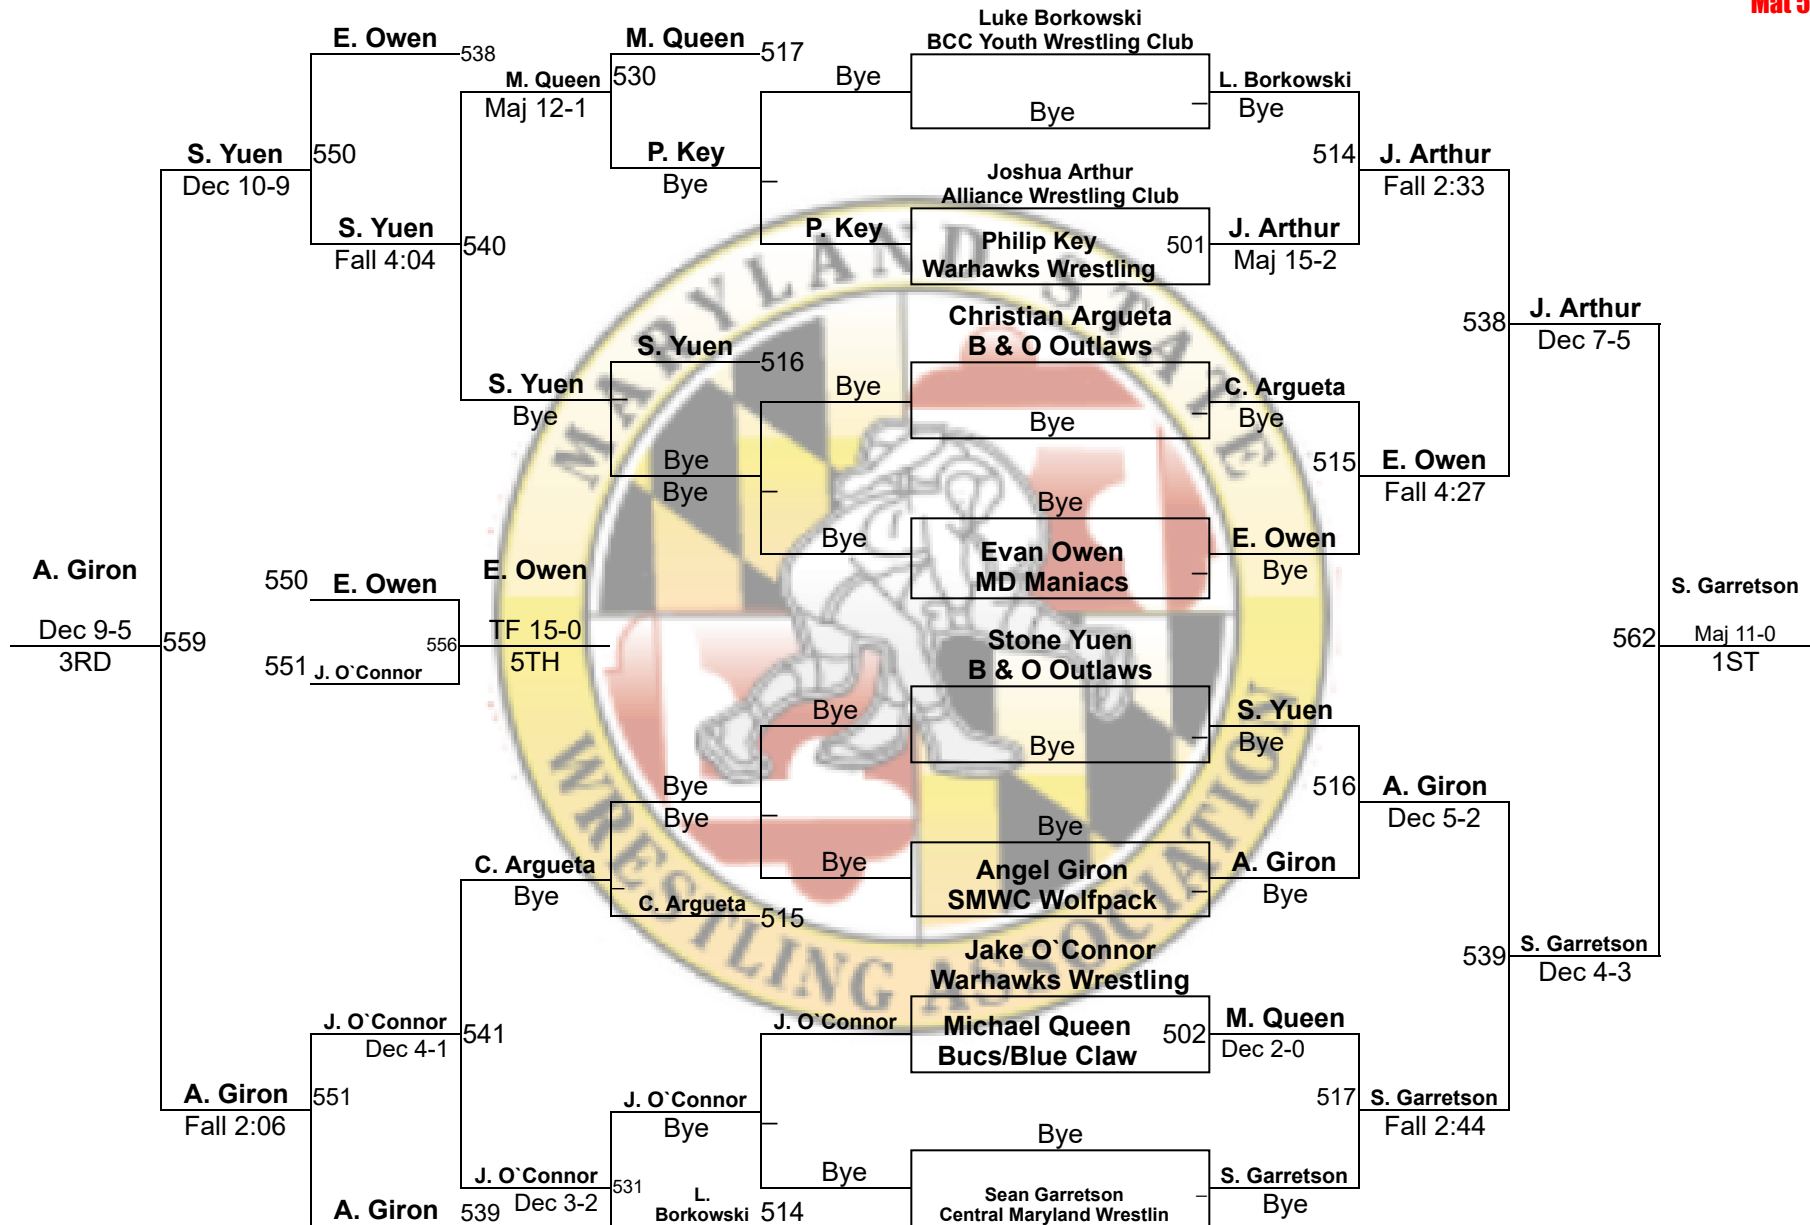 Mat 5
Luke Borkowski
BCC Youth Wrestling Club
E. Owen
538
M. Queen
517
M. Queen
530
Bye
L. Borkowski
Maj 12-1
Bye
Bye
S. Yuen
550
P. Key
514
J. Arthur
Dec 10-9
Bye
Joshua Arthur
Alliance Wrestling Club
Fall 2:33
S. Yuen
540
P. Key
Philip Key
Warhawks Wrestling
501
J. Arthur
Fall 4:04
Maj 15-2
MARYLAND STATE
WRESTLING ASSOCIATION
Christian Argueta
B & O Outlaws
538
J. Arthur
Dec 7-5
S. Yuen
516
S. Yuen
Bye
C. Argueta
Bye
Bye
Bye
Bye
Bye
515
E. Owen
Fall 4:27
Bye
Bye
Evan Owen
MD Maniacs
E. Owen
Bye
A. Giron
550
E. Owen
E. Owen
S. Garretson
Dec 9-5
559
556
TF 15-0
Stone Yuen
B & O Outlaws
562
Maj 11-0
3RD
551
J. O`Connor
5TH
1ST
Bye
S. Yuen
Bye
Bye
Bye
Bye
516
A. Giron
Dec 5-2
Bye
C. Argueta
Bye
Bye
Angel Giron
SMWC Wolfpack
A. Giron
Bye
C. Argueta
515
Jake O`Connor
Warhawks Wrestling
539
S. Garretson
Dec 4-3
J. O`Connor
541
J. O`Connor
Michael Queen
Bucs/Blue Claw
502
M. Queen
Dec 4-1
Dec 2-0
A. Giron
551
J. O`Connor
517
S. Garretson
Fall 2:06
Bye
Bye
Fall 2:44
J. O`Connor
531
Bye
Sean Garretson
Central Maryland Wrestlin
S. Garretson
Bye
A. Giron
539
Dec 3-2
L.
Borkowski
514